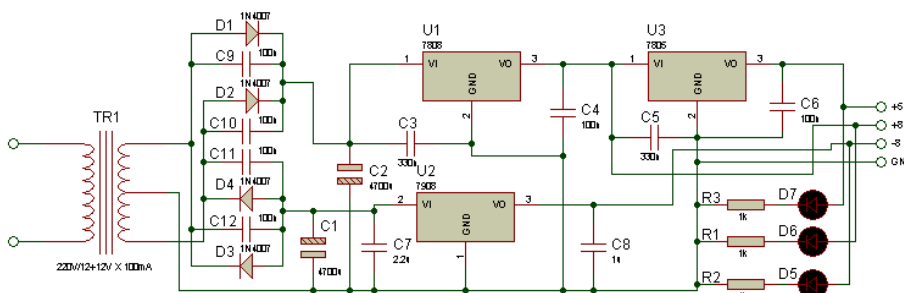 D1
1N4007
C9
100n
1N4007
D2
C10
100n
TR1
C11
100n
D4
1N4007
C12
100n
D3
1N4007
220V/12+12V X 100mA
C1
4700n
C2
4700n
C3
330n
U1
7808
1
VI
VO
3
GND
2
U2
7908
2
VI
VO
3
GND
1
C7
2.2u
C8
1u
C4
100n
U3
7805
1
VI
VO
3
GND
2
C5
330n
C6
100n
+5
+8
-8
GN
R3
1k
D7
R1
1k
D6
R2
D5